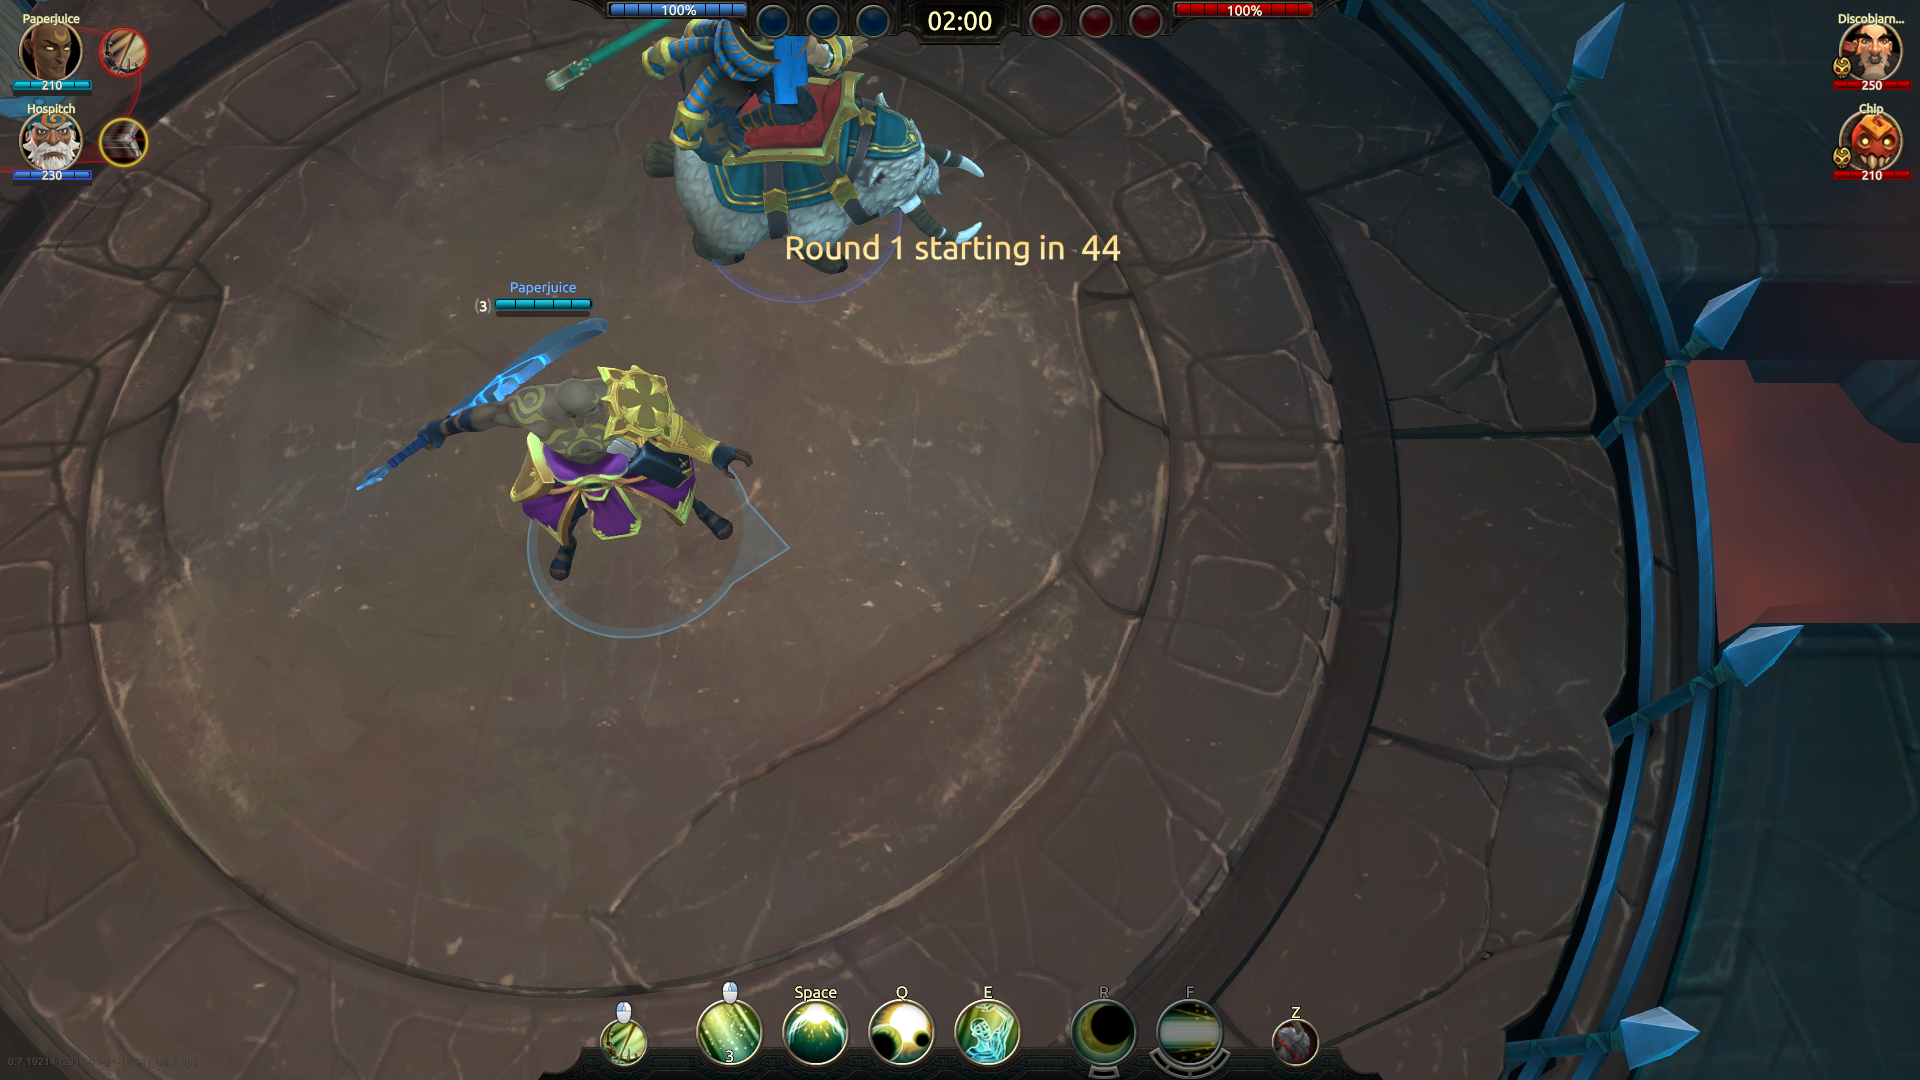 Paperjuice
210
Hospitch
230
100%
02:00
100%
Discobjarn...
250
Chip
210
Round 1 starting in 44
Paperjuice
(3)
Space
Q
E
R
F
Z
3